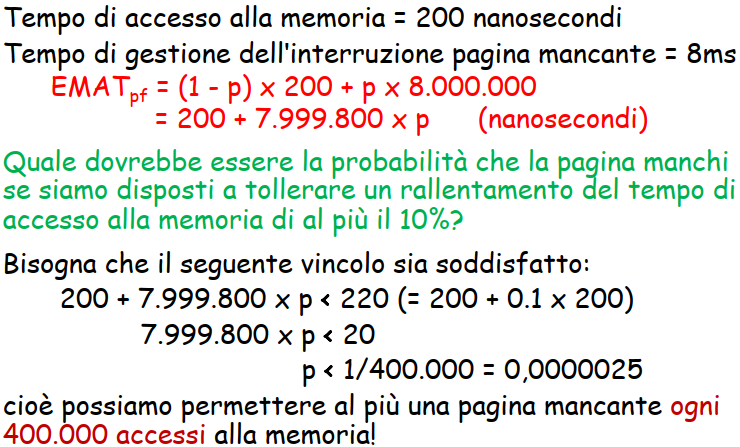 Tempo di accesso alla memoria = 200 nanosecondi
Tempo di gestione dell'interruzione pagina mancante = 8ms
EMATpf = (1 - p) x 200 + p x 8.000.000
= 200 + 7.999.800 x p (nanosecondi)
Quale dovrebbe essere la probabilità che la pagina manchi
se siamo disposti a tollerare un rallentamento del tempo di
accesso alla memoria di al più il 10%?
Bisogna che il seguente vincolo sia soddisfatto:
200 + 7.999.800 x p < 220 (= 200 + 0.1 x 200)
7.999.800 x p < 20
p < 1/400.000 = 0,0000025
cioè possiamo permettere al più una pagina mancante ogni
400.000 accessi alla memoria!